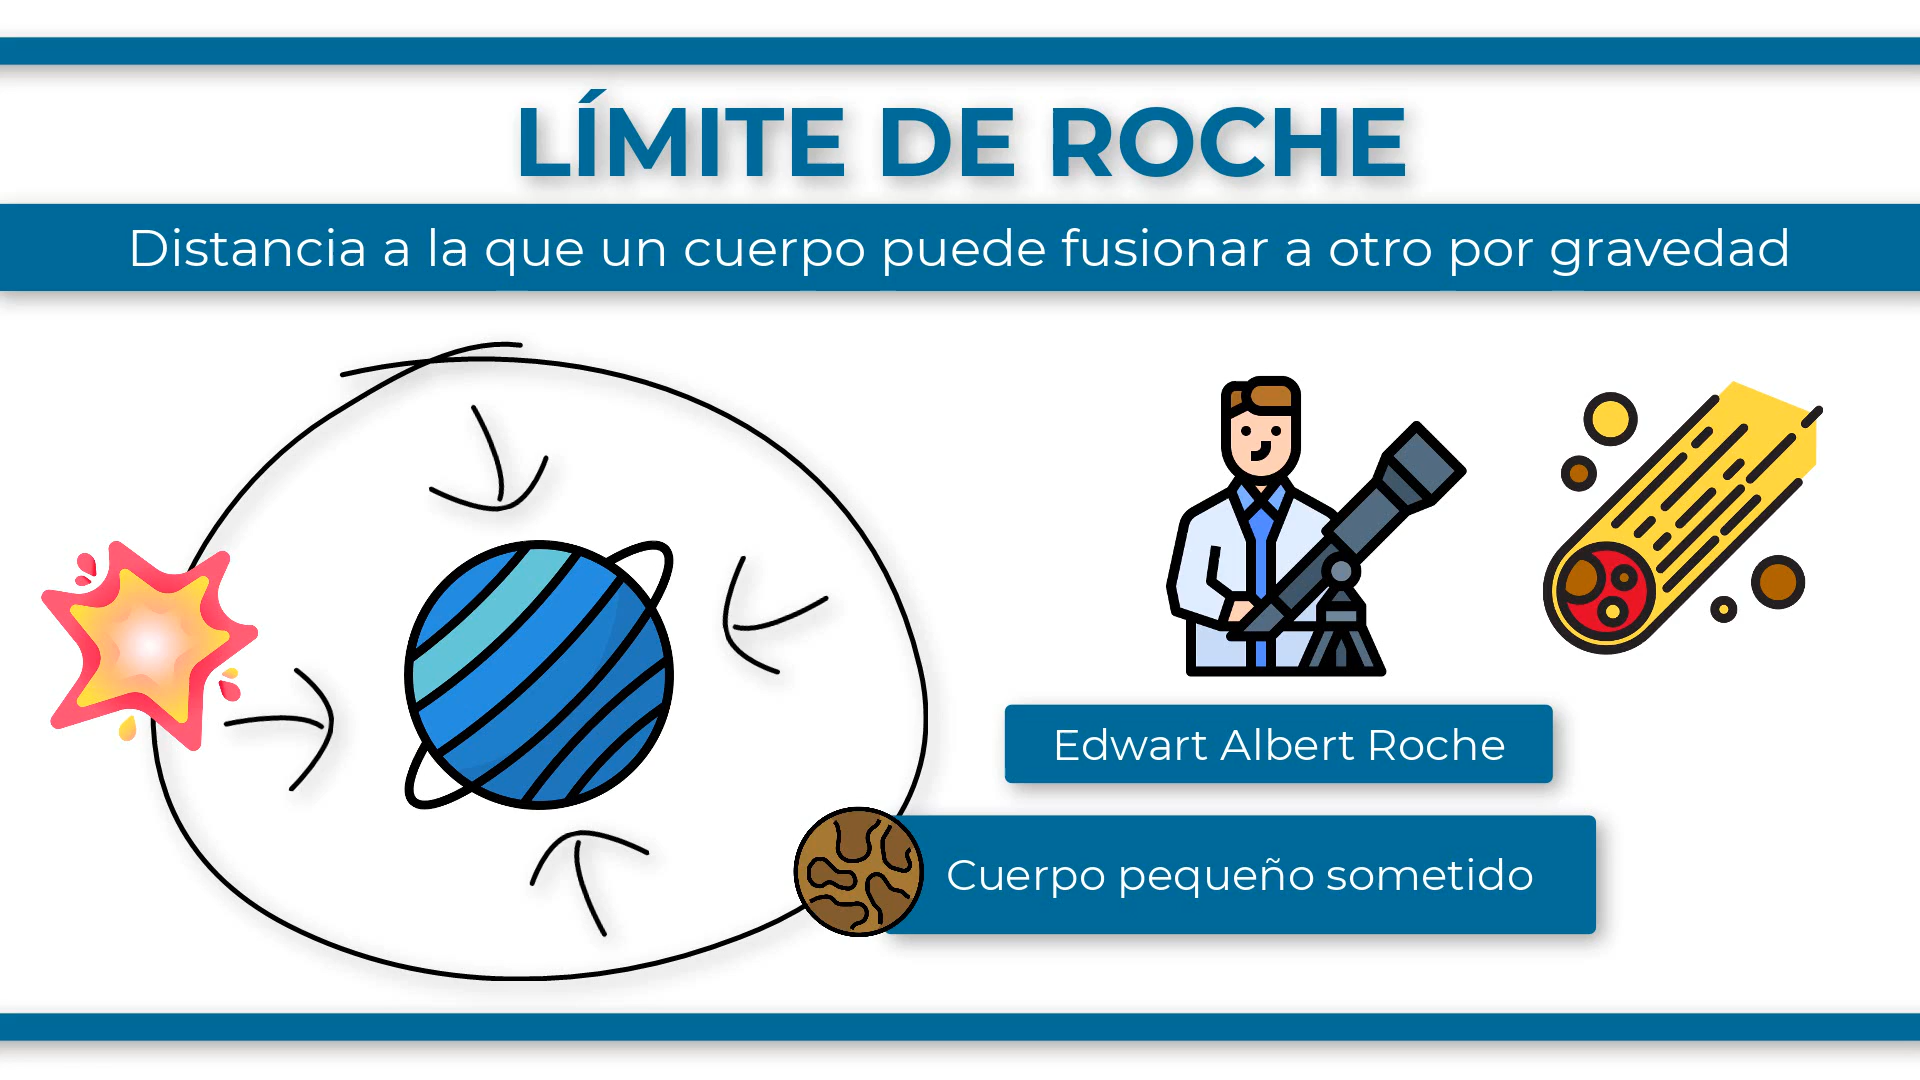 LÍMITE DE ROCHE
Distancia a la que un cuerpo puede fusionar a otro por gravedad
Edwart Albert Roche
Cuerpo pequeño sometido